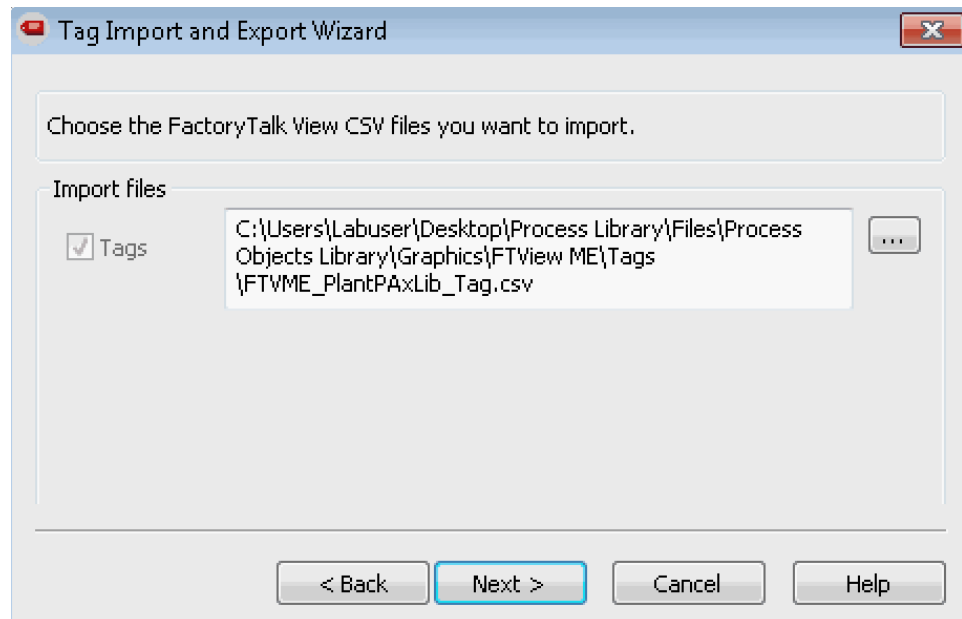 Tag Import and Export Wizard
Choose the FactoryTalk View CSV files you want to import.
Import files
Tags
C:\Users\Labuser\Desktop\Process Library\Files\Process
Objects Library\Graphics\FTView ME\Tags
\FTVME_PlantPAxLib_Tag.csv
...
< Back
Next >
Cancel
Help